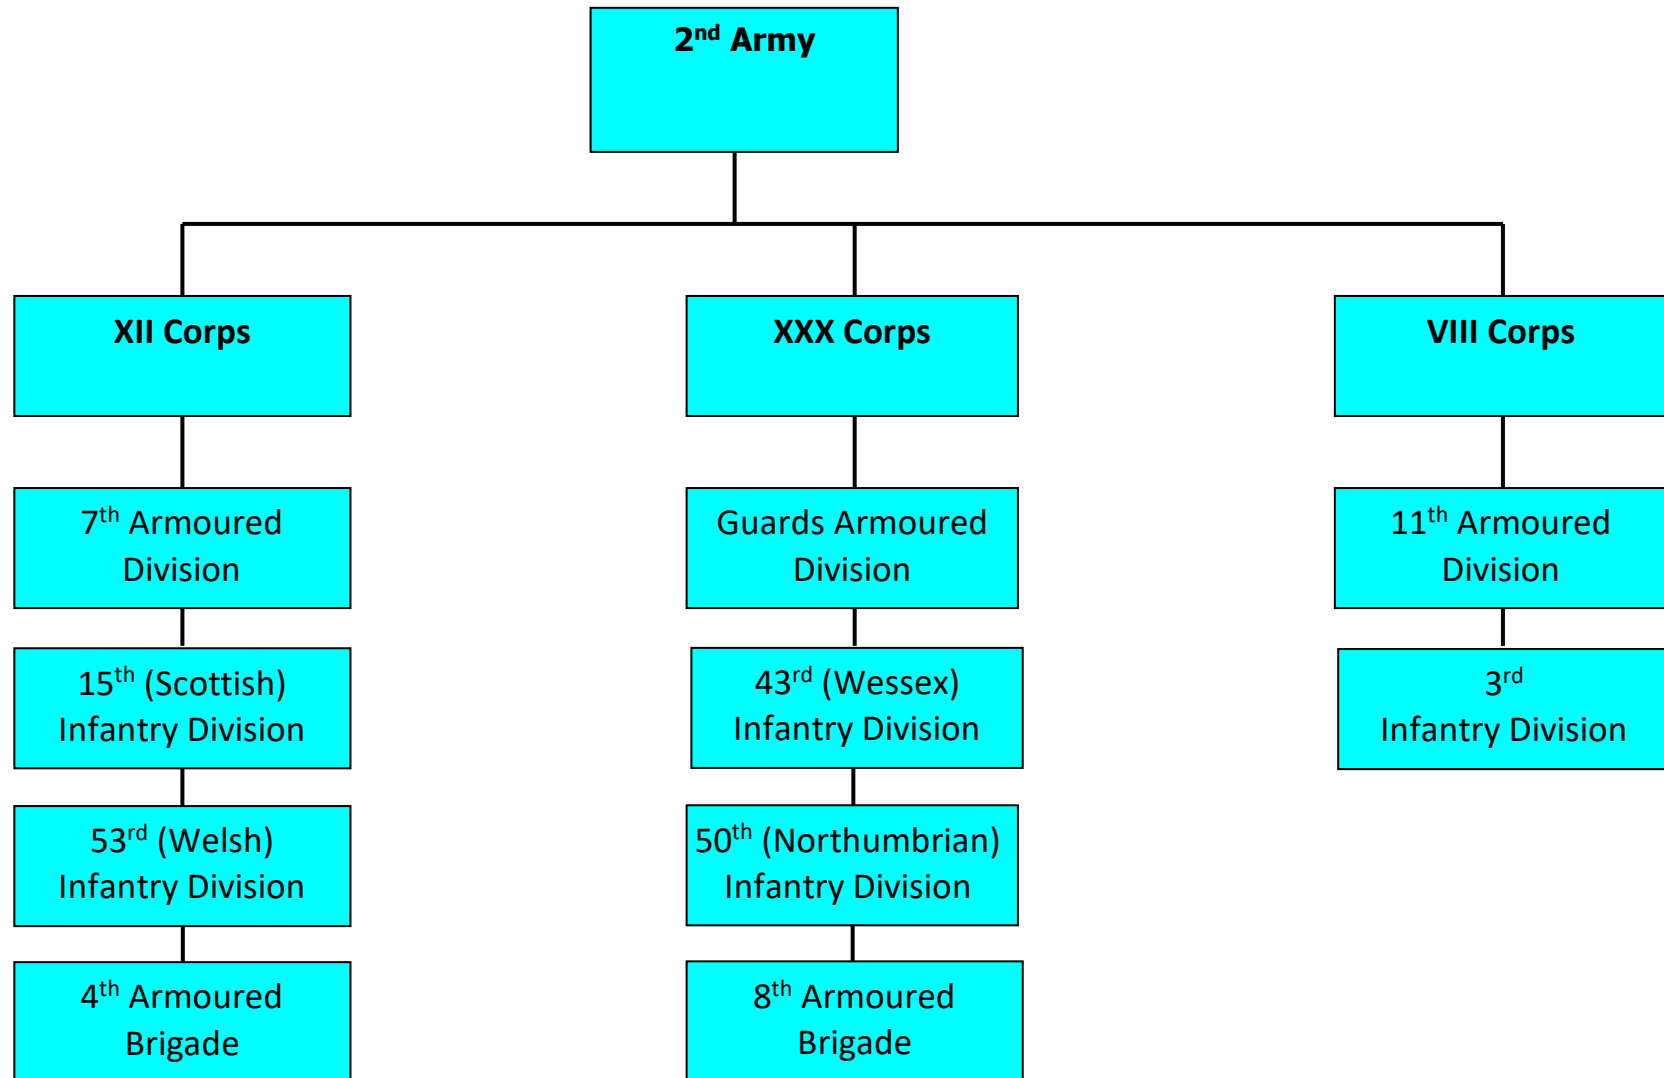 2nd Army
XII Corps
XXX Corps
VIII Corps
7th Armoured
Division
Guards Armoured
Division
11th Armoured
Division
15th (Scottish)
Infantry Division
43rd (Wessex)
Infantry Division
3rd
Infantry Division
53rd (Welsh)
Infantry Division
50th (Northumbrian)
Infantry Division
4th Armoured
Brigade
8th Armoured
Brigade